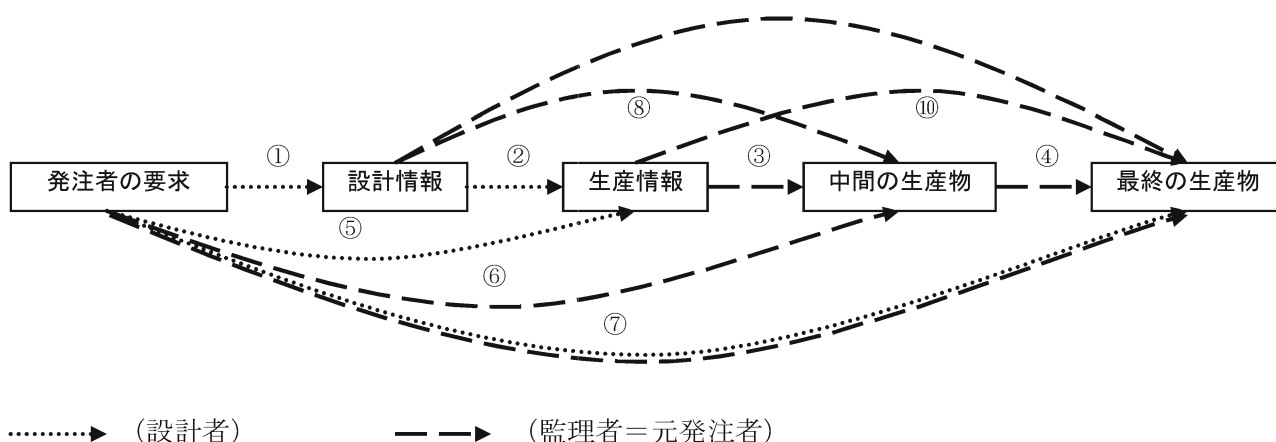 ⑧
⑩
①
②
③
④
発注者の要求
設計情報
生産情報
中間の生産物
最終の生産物
⑤
⑥
⑦
（設計者）
（監理者＝元発注者）